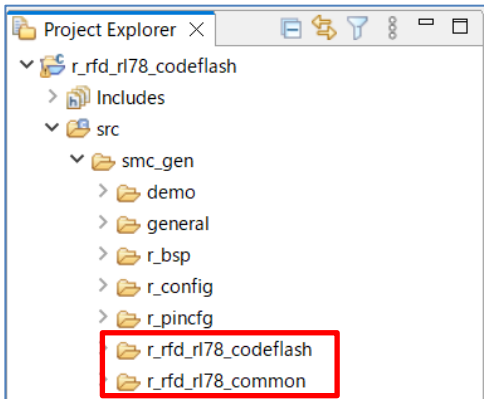 Project Explorer
r_rfd_rl78_codeflash
Includes
src
smc_gen
demo
general
r_bsp
r_config
r_pincfg
r_rfd_rl78_codeflash
r_rfd_rl78_common